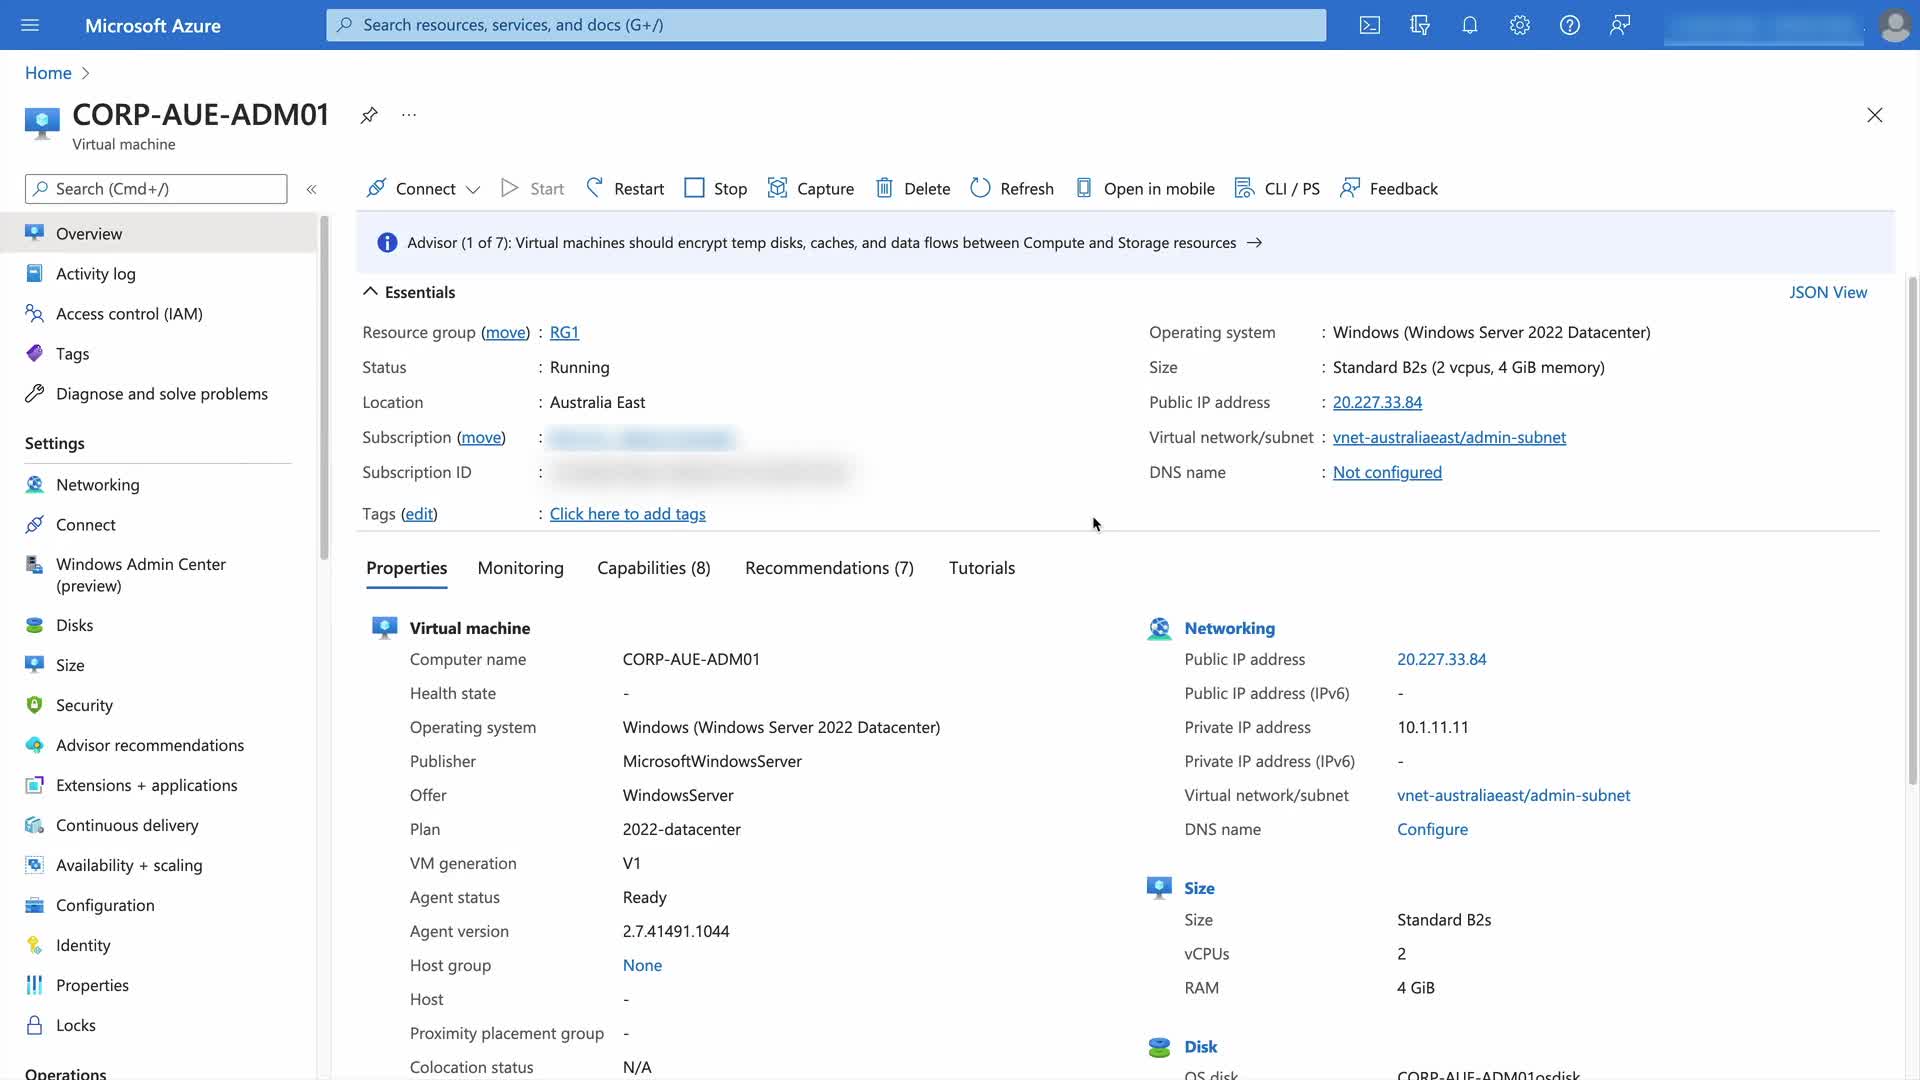 Microsoft Azure
Search resources, services, and docs (G+/)
Home
CORP-AUE-ADM01
Virtual machine
Search (Cmd+/)
Connect Start Restart Stop Capture Delete Refresh Open in mobile CLI / PS Feedback
Overview
Activity log
Access control (IAM)
Tags
Diagnose and solve problems
Settings
Networking
Connect
Windows Admin Center
(preview)
Disks
Size
Security
Advisor recommendations
Extensions + applications
Continuous delivery
Availability + scaling
Configuration
Identity
Properties
Locks
Operations
Advisor (1 of 7): Virtual machines should encrypt temp disks, caches, and data flows between Compute and Storage resources →
Essentials
JSON View
Resource group (move) : RG1
Status : Running
Location : Australia East
Subscription (move) :
Subscription ID :
Tags (edit) : Click here to add tags
Operating system : Windows (Windows Server 2022 Datacenter)
Size : Standard B2s (2 vcpus, 4 GiB memory)
Public IP address : 20.227.33.84
Virtual network/subnet : vnet-australiaeast/admin-subnet
DNS name : Not configured
Properties Monitoring Capabilities (8) Recommendations (7) Tutorials
Virtual machine
Computer name CORP-AUE-ADM01
Health state -
Operating system Windows (Windows Server 2022 Datacenter)
Publisher MicrosoftWindowsServer
Offer WindowsServer
Plan 2022-datacenter
VM generation V1
Agent status Ready
Agent version 2.7.41491.1044
Host group None
Host -
Proximity placement group -
Colocation status N/A
Networking
Public IP address 20.227.33.84
Public IP address (IPv6) -
Private IP address 10.1.11.11
Private IP address (IPv6) -
Virtual network/subnet vnet-australiaeast/admin-subnet
DNS name Configure
Size
Size Standard B2s
vCPUs 2
RAM 4 GiB
Disk
OS disk CORP-AUE-ADM01osdisk